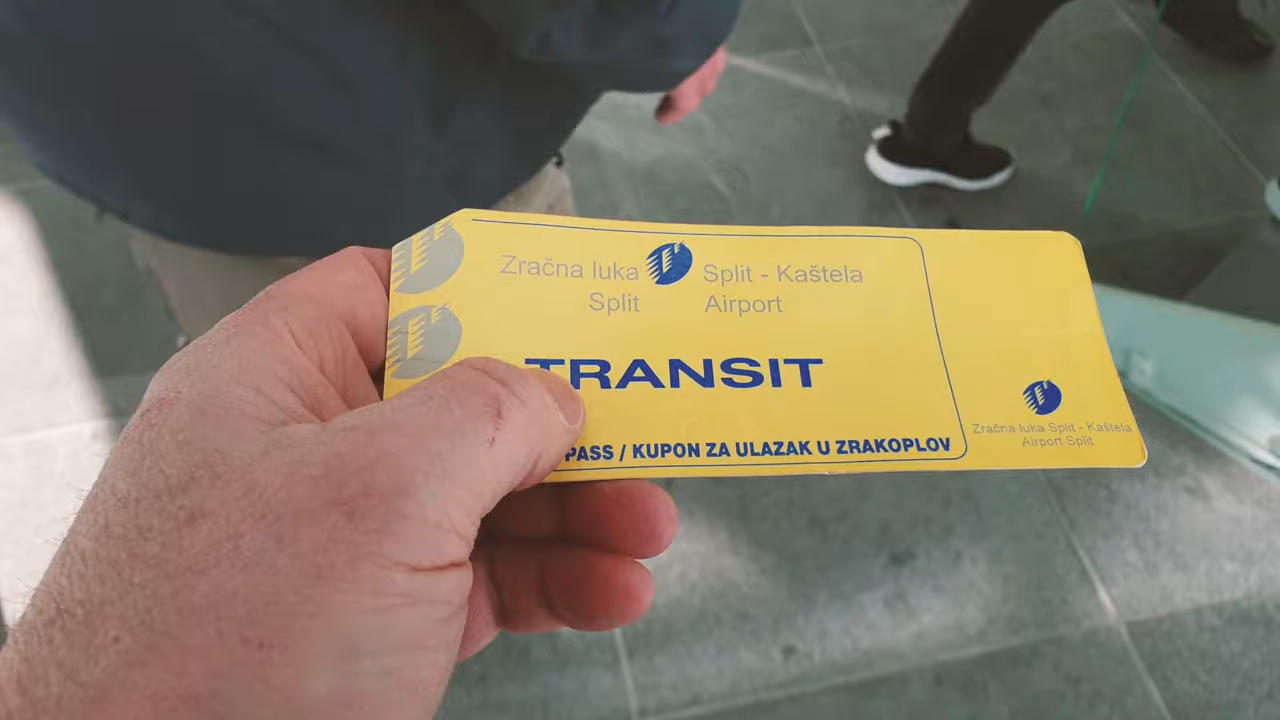 Zračna luka Split - Kaštela
Split Airport
TRANSIT
PASS / KUPON ZA ULAZAK U ZRAKOPLOV
Zračna luka Split - Kaštela
Airport Split